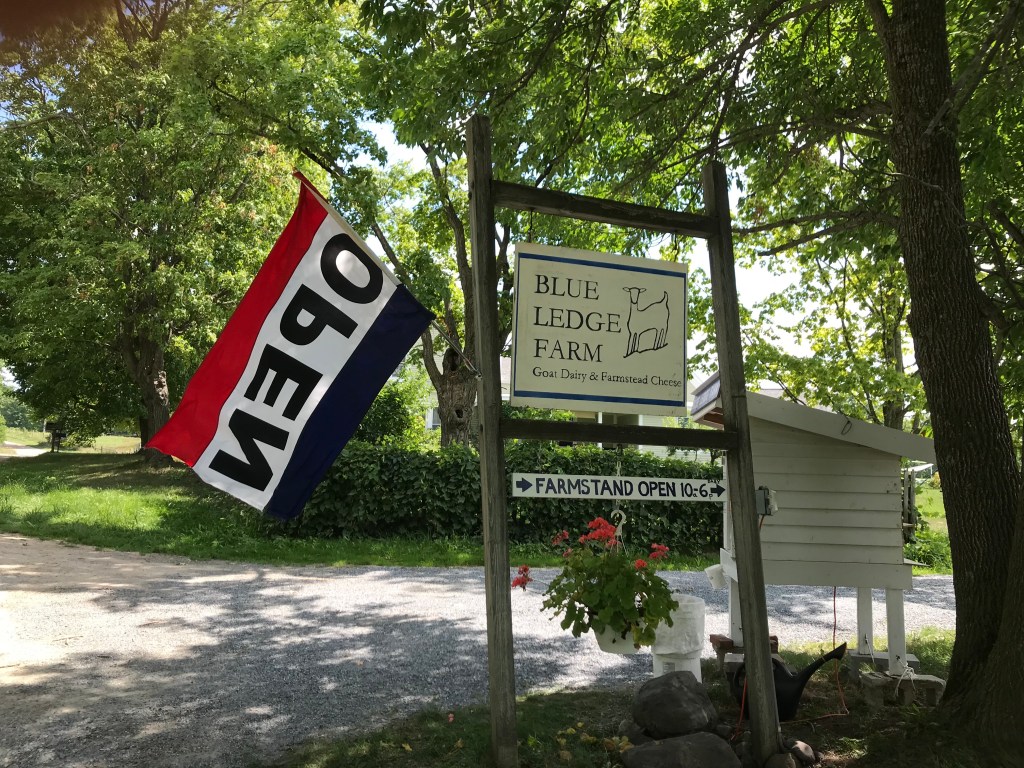 OPEN
BLUE
LEDGE
FARM
Goat Dairy & Farmstead Cheese
FARMSTAND OPEN 10-6